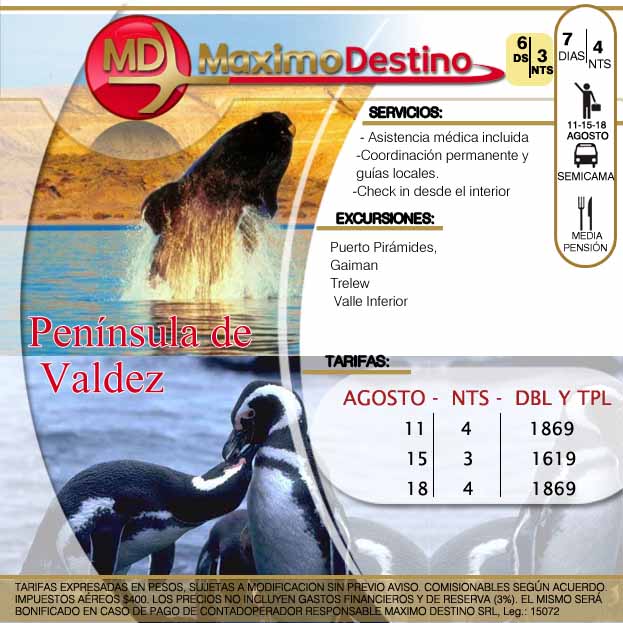 MD MaximoDestino
6
DS
3
NTS
7
DIAS
4
NTS
11-15-18
AGOSTO
SEMICAMA
MEDIA
PENSIÓN
SERVICIOS:
- Asistencia médica incluida
-Coordinación permanente y
guías locales.
-Check in desde el interior
EXCURSIONES:
Puerto Pirámides,
Gaiman
Trelew
Valle Inferior
Península de
Valdez
TARIFAS:
AGOSTO - NTS - DBL Y TPL
11 4 1869
15 3 1619
18 4 1869
TARIFAS EXPRESADAS EN PESOS, SUJETAS A MODIFICACION SIN PREVIO AVISO. COMISIONABLES SEGÚN ACUERDO.
IMPUESTOS AÉREOS $400. LOS PRECIOS NO INCLUYEN GASTOS FINANCIEROS Y DE RESERVA (3%). EL MISMO SERÁ
BONIFICADO EN CASO DE PAGO DE CONTADOPERADOR RESPONSABLE MAXIMO DESTINO SRL, Leg.: 15072